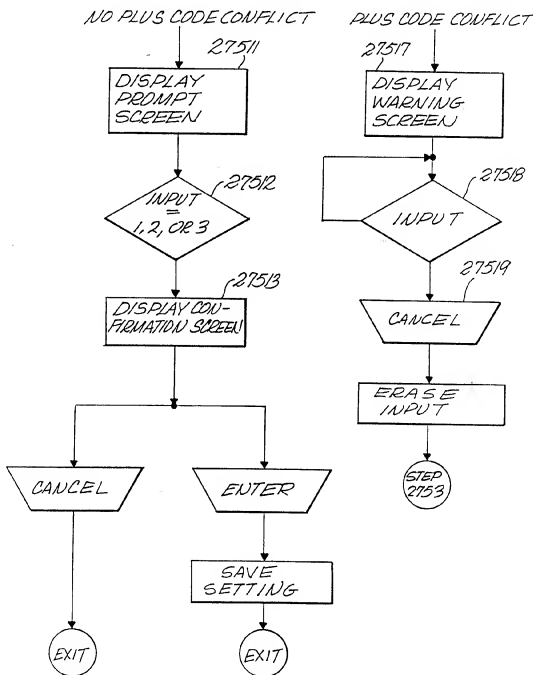 NO PLUS CODE CONFLICT
27511
DISPLAY
PROMPT
SCREEN
27512
INPUT
=
1, 2, OR 3
27513
DISPLAY CON-
FIRMATION SCREEN
CANCEL
ENTER
SAVE
SETTING
EXIT
EXIT
PLUS CODE CONFLICT
27517
DISPLAY
WARNING
SCREEN
27518
INPUT
27519
CANCEL
ERASE
INPUT
STEP
2753